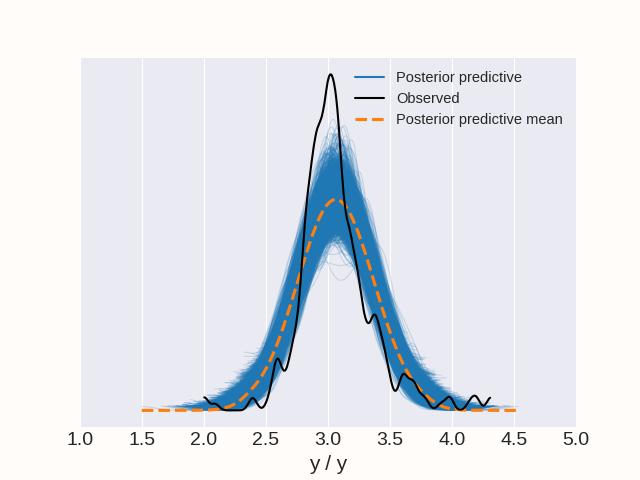 Posterior predictive
Observed
Posterior predictive mean
1.0 1.5 2.0 2.5 3.0 3.5 4.0 4.5 5.0
y / y